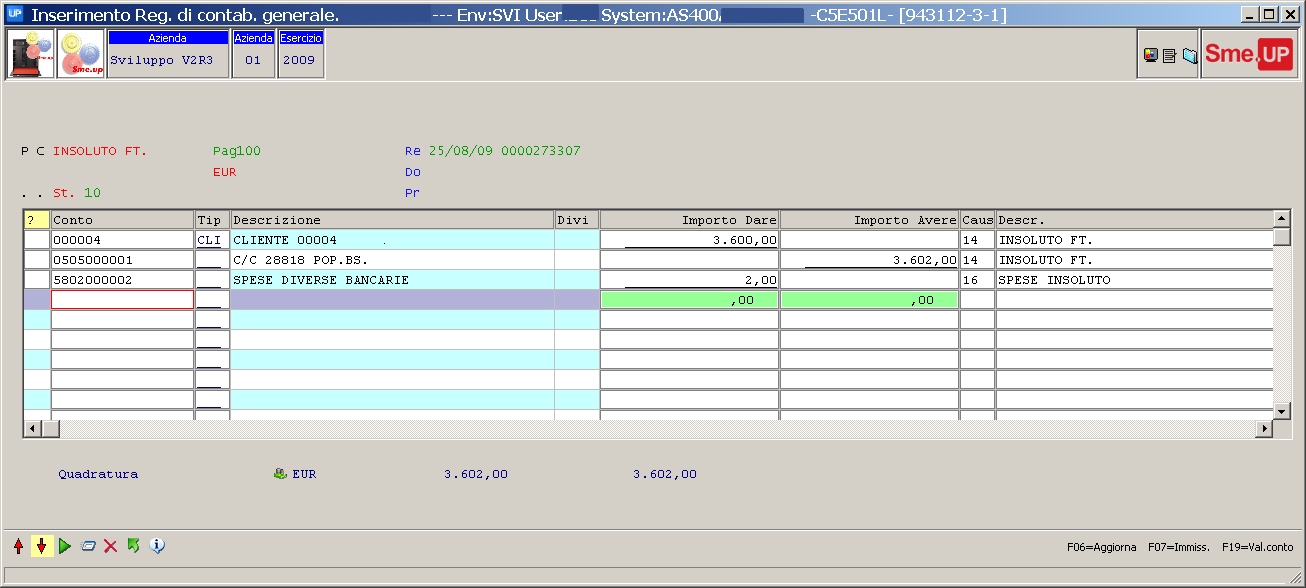 UP Inserimento Reg. di contab. generale. --- Env:SVI User System:AS400 -C5E501L- [943112-3-1]
Azienda Azienda Esercizio
Sviluppo V2R3 01 2009
Sme.up Sme.UP
P C INSOLUTO FT. Pag100 Re 25/08/09 0000273307
EUR Do
. . St. 10 Pr
? Conto Tip Descrizione Divi Importo Dare Importo Avere Caus Descr.
000004 CLI CLIENTE 00004 . 3.600,00 14 INSOLUTO FT.
0505000001 C/C 28818 POP.BS. 3.602,00 14 INSOLUTO FT.
5802000002 SPESE DIVERSE BANCARIE 2,00 16 SPESE INSOLUTO
,00 ,00
Quadratura EUR 3.602,00 3.602,00
F06=Aggiorna F07=Immiss. F19=Val.conto